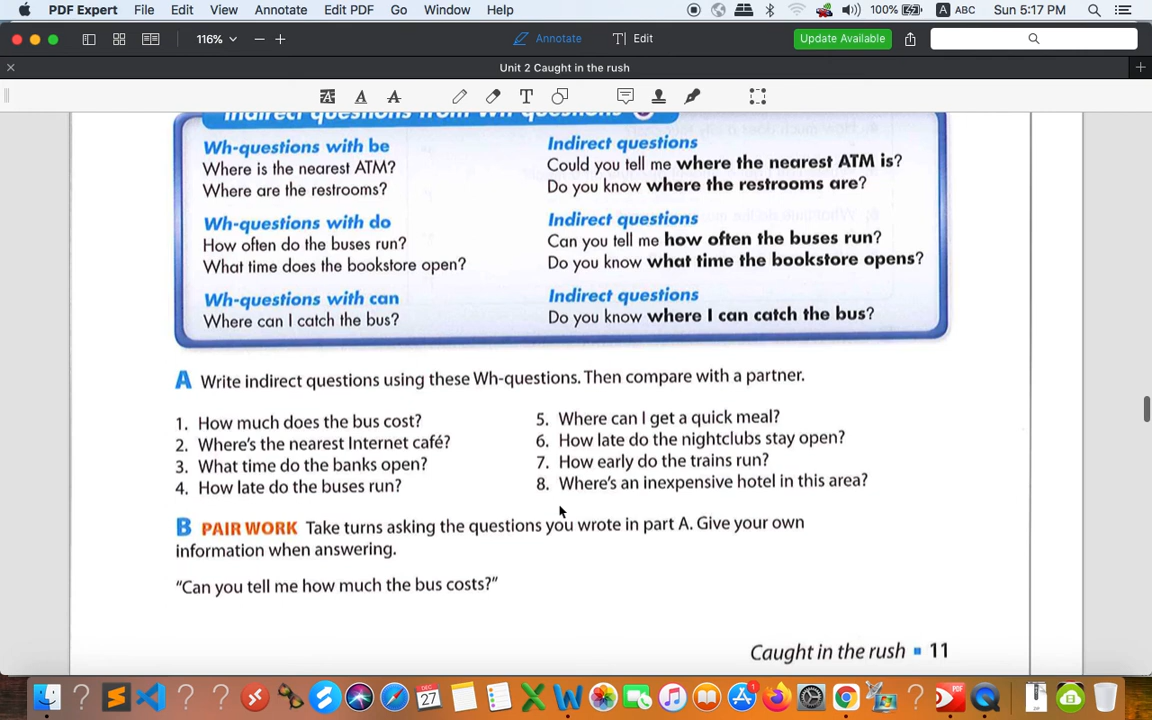 PDF Expert File Edit View Annotate Edit PDF Go Window Help 100% A ABC Sun 5:17 PM
116% Annotate T Edit Update Available
Unit 2 Caught in the rush
A A A T
Indirect questions from Wh-questions
Wh-questions with be
Where is the nearest ATM?
Where are the restrooms?
Indirect questions
Could you tell me where the nearest ATM is?
Do you know where the restrooms are?
Wh-questions with do
How often do the buses run?
What time does the bookstore open?
Indirect questions
Can you tell me how often the buses run?
Do you know what time the bookstore opens?
Wh-questions with can
Where can I catch the bus?
Indirect questions
Do you know where I can catch the bus?
A Write indirect questions using these Wh-questions. Then compare with a partner.
1. How much does the bus cost?
2. Where's the nearest Internet café?
3. What time do the banks open?
4. How late do the buses run?
5. Where can I get a quick meal?
6. How late do the nightclubs stay open?
7. How early do the trains run?
8. Where's an inexpensive hotel in this area?
B PAIR WORK Take turns asking the questions you wrote in part A. Give your own
information when answering.
"Can you tell me how much the bus costs?"
Caught in the rush 11
DEC
27
1
PDF